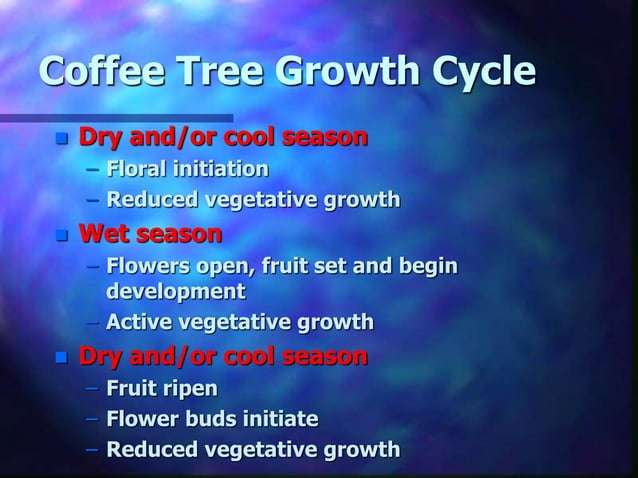 Coffee Tree Growth Cycle
Dry and/or cool season
– Floral initiation
– Reduced vegetative growth
Wet season
– Flowers open, fruit set and begin
development
– Active vegetative growth
Dry and/or cool season
– Fruit ripen
– Flower buds initiate
– Reduced vegetative growth